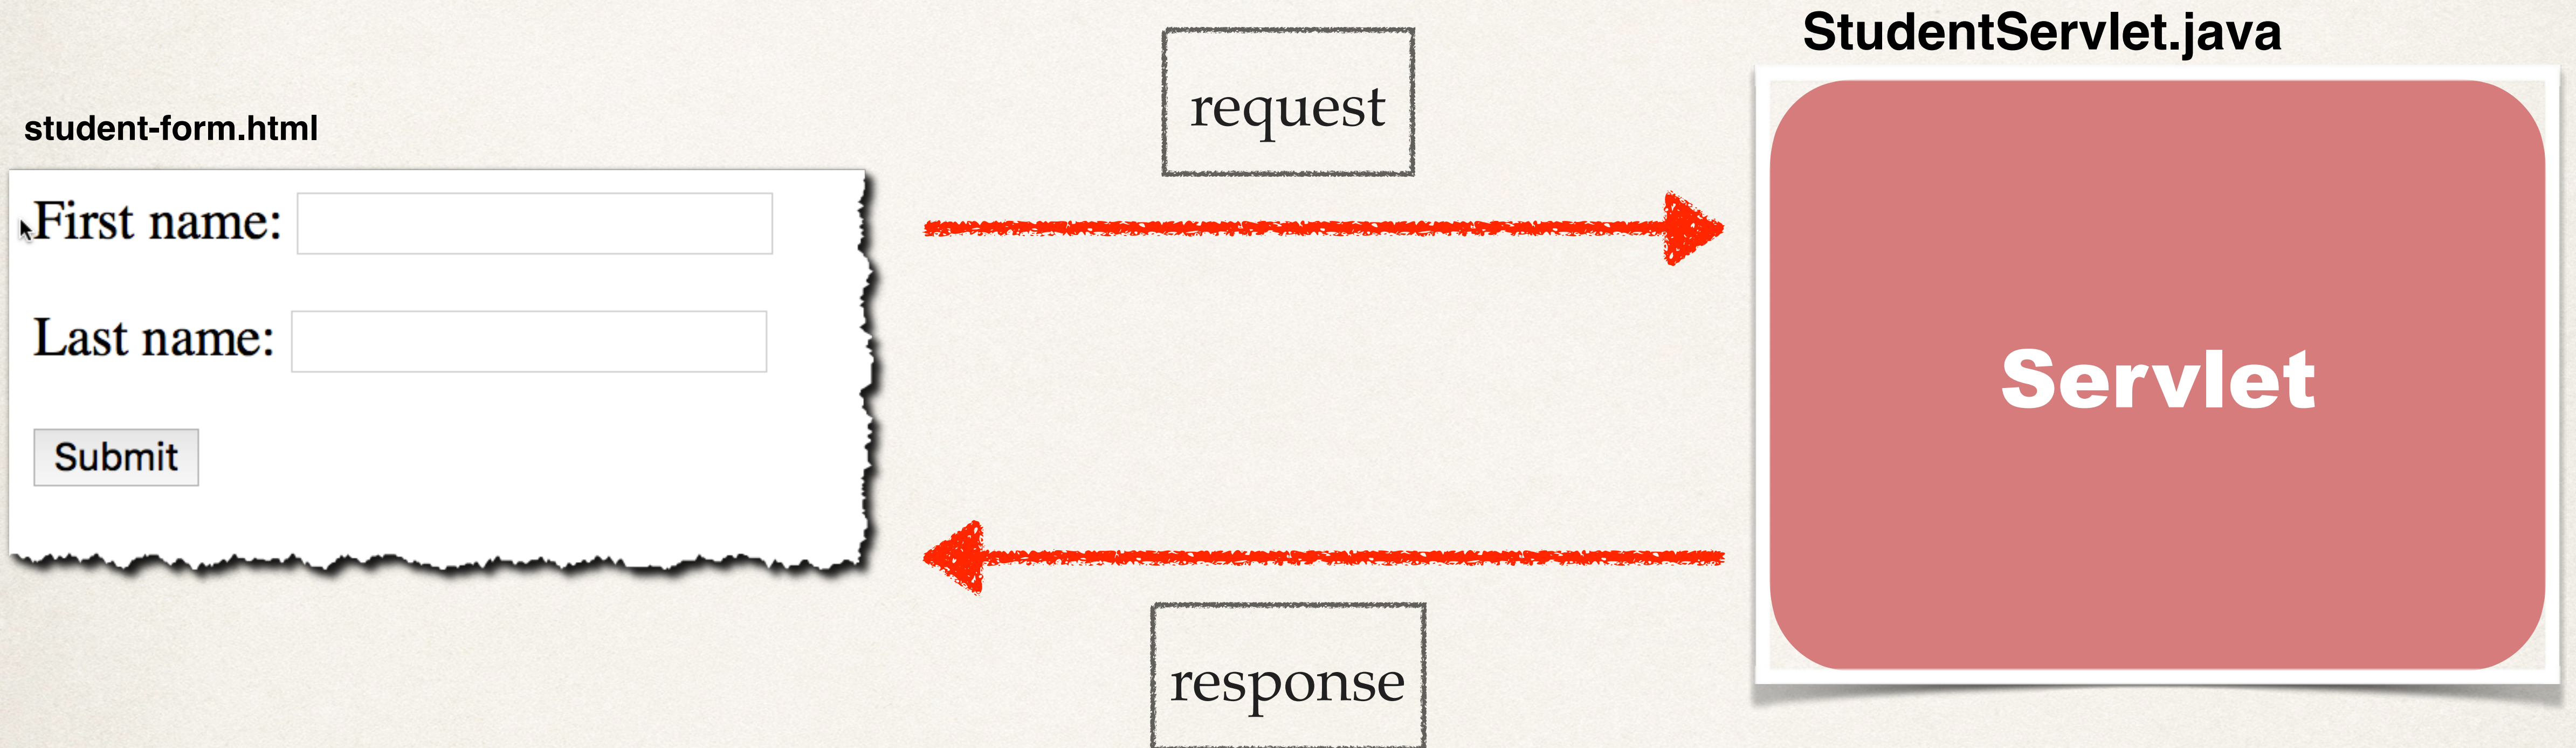 StudentServlet.java
request
student-form.html
First name:
Last name:
Submit
Servlet
response